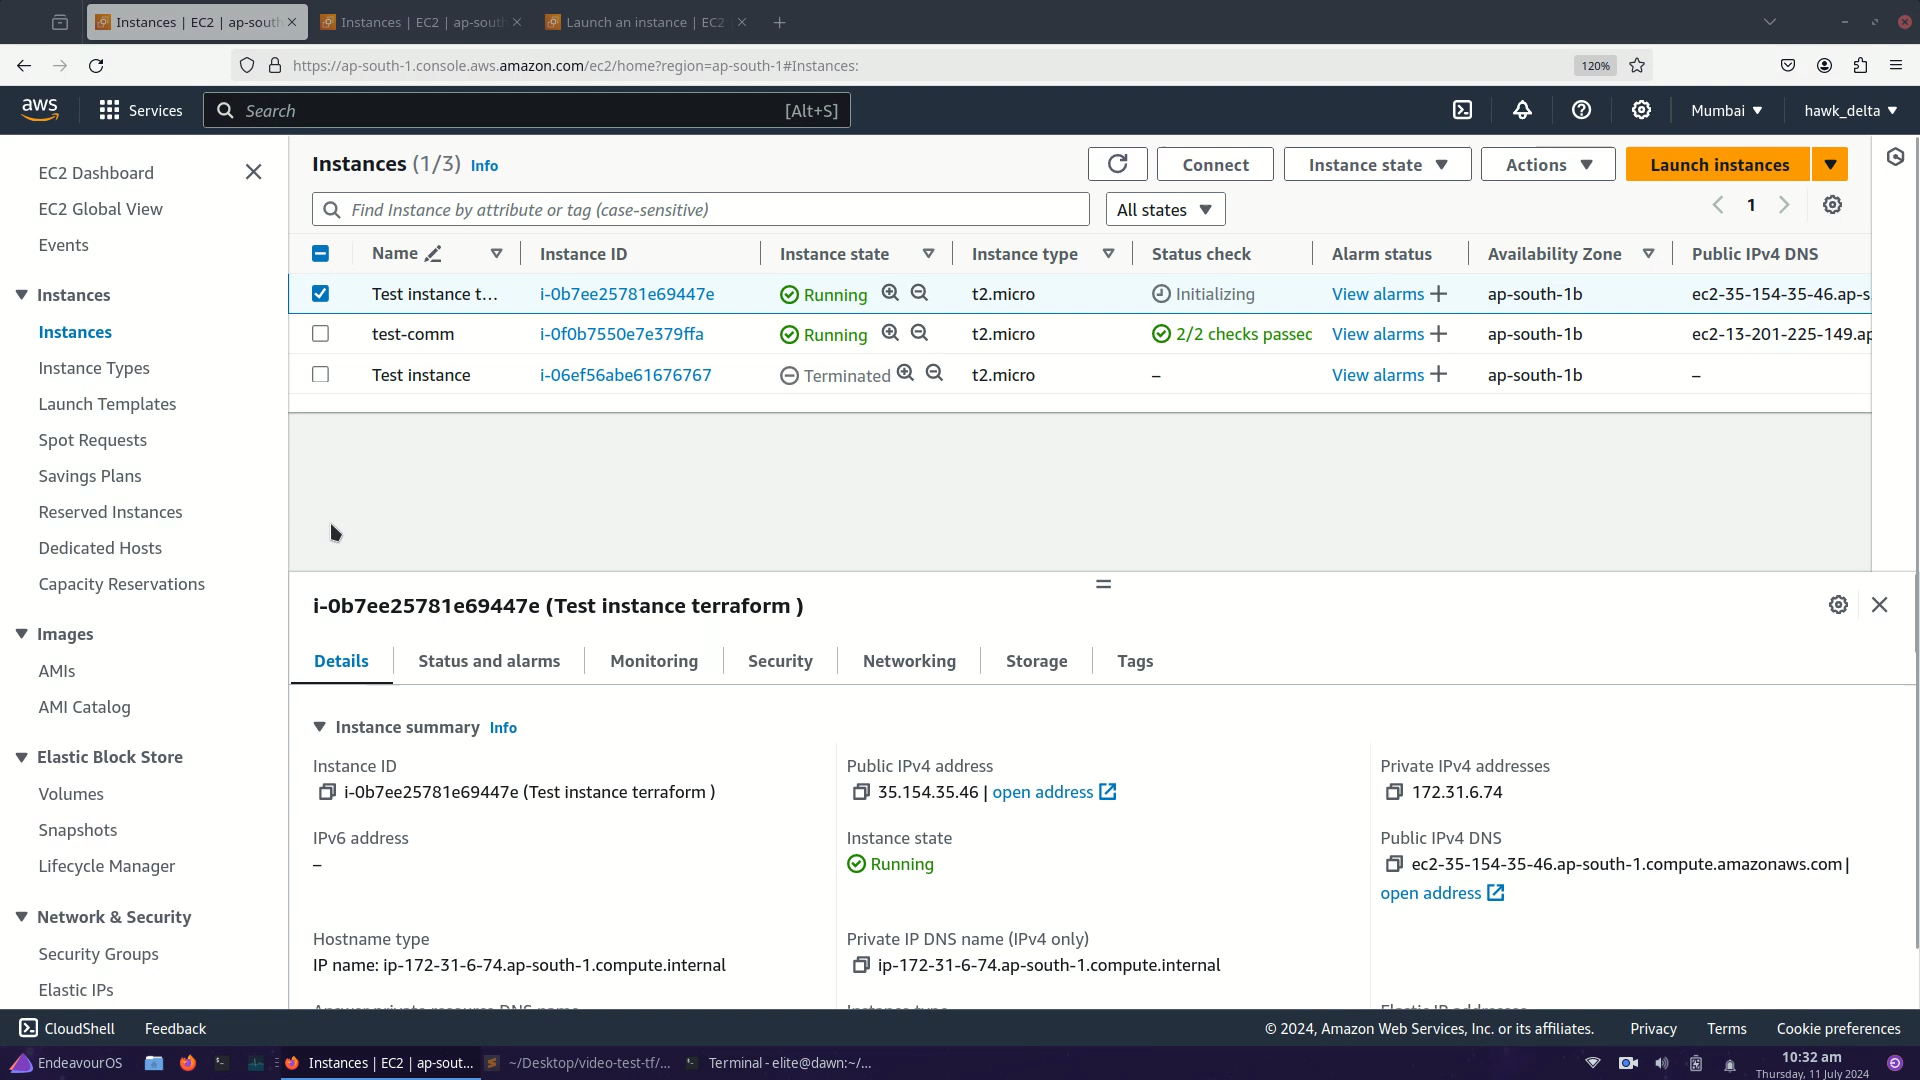 Instances | EC2 | ap-south
Instances | EC2 | ap-south
Launch an instance | EC2
https://ap-south-1.console.aws.amazon.com/ec2/home?region=ap-south-1#Instances:
120%
aws
Services
Search
[Alt+S]
Mumbai
hawk_delta
EC2 Dashboard
EC2 Global View
Events
Instances
Instances
Instance Types
Launch Templates
Spot Requests
Savings Plans
Reserved Instances
Dedicated Hosts
Capacity Reservations
Images
AMIs
AMI Catalog
Elastic Block Store
Volumes
Snapshots
Lifecycle Manager
Network & Security
Security Groups
Elastic IPs
Instances (1/3) Info
Connect
Instance state
Actions
Launch instances
Find Instance by attribute or tag (case-sensitive)
All states
1
Name Instance ID Instance state Instance type Status check Alarm status Availability Zone Public IPv4 DNS
Test instance t... i-0b7ee25781e69447e Running t2.micro Initializing View alarms ap-south-1b ec2-35-154-35-46.ap-s
test-comm i-0f0b7550e7e379ffa Running t2.micro 2/2 checks passec View alarms ap-south-1b ec2-13-201-225-149.ap
Test instance i-06ef56abe61676767 Terminated t2.micro – View alarms ap-south-1b –
i-0b7ee25781e69447e (Test instance terraform )
Details
Status and alarms
Monitoring
Security
Networking
Storage
Tags
Instance summary Info
Instance ID
i-0b7ee25781e69447e (Test instance terraform )
Public IPv4 address
35.154.35.46 | open address
Private IPv4 addresses
172.31.6.74
IPv6 address
–
Instance state
Running
Public IPv4 DNS
ec2-35-154-35-46.ap-south-1.compute.amazonaws.com |
open address
Hostname type
IP name: ip-172-31-6-74.ap-south-1.compute.internal
Private IP DNS name (IPv4 only)
ip-172-31-6-74.ap-south-1.compute.internal
Answer private resource DNS name
Instance type
Elastic IP addresses
CloudShell
Feedback
© 2024, Amazon Web Services, Inc. or its affiliates.
Privacy
Terms
Cookie preferences
EndeavourOS
Instances | EC2 | ap-sout...
~/Desktop/video-test-tf/...
Terminal - elite@dawn:~/...
10:32 am
Thursday, 11 July 2024